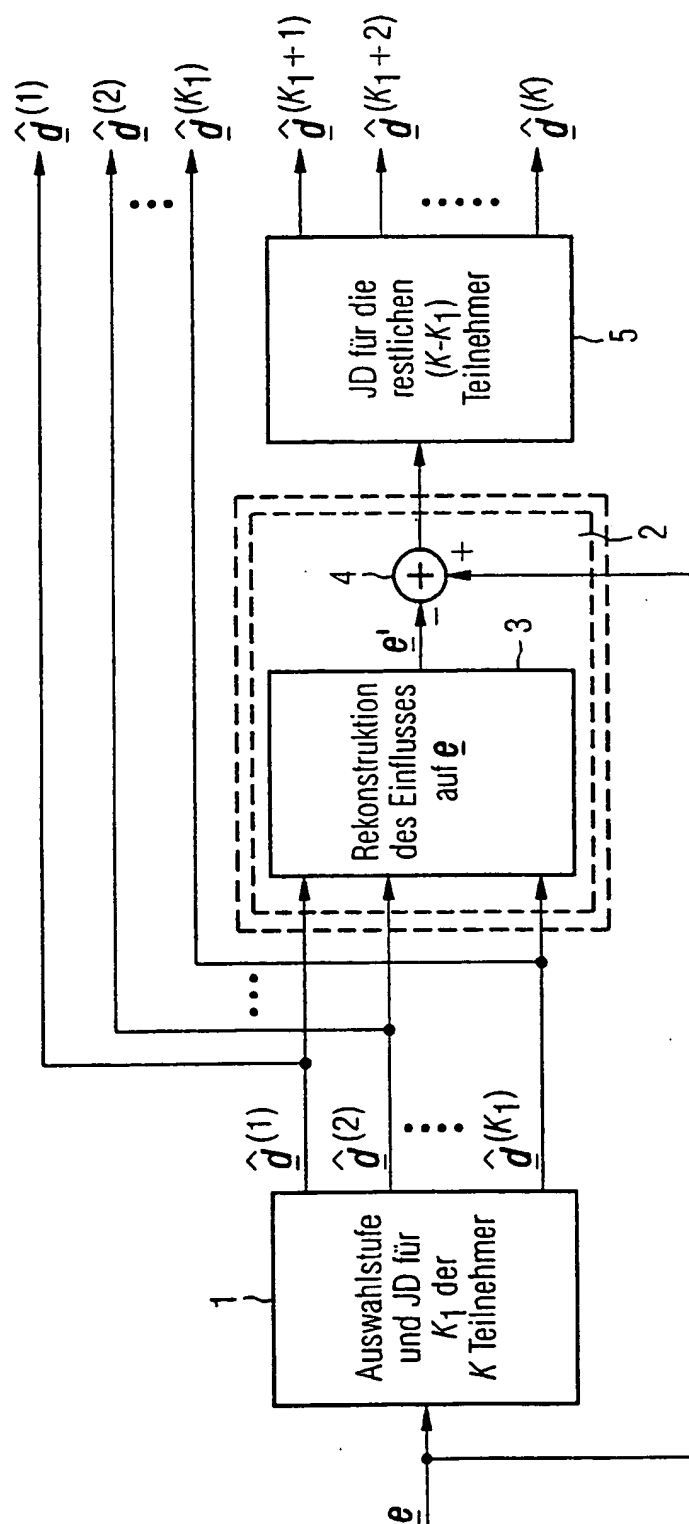 e
1
Auswahlstufe
und JD für
K₁ der
K Teilnehmer
d̂⁽¹⁾
d̂⁽²⁾
.....
d̂⁽ᴷ₁⁾
...
Rekonstruktion
des Einflusses
auf e
3
e'
−
+
4
+
2
JD für die
restlichen
(K-K₁)
Teilnehmer
5
d̂⁽¹⁾
d̂⁽²⁾
...
d̂⁽ᴷ₁⁾
d̂⁽ᴷ₁⁺¹⁾
d̂⁽ᴷ₁⁺²⁾
.....
d̂⁽ᴷ⁾